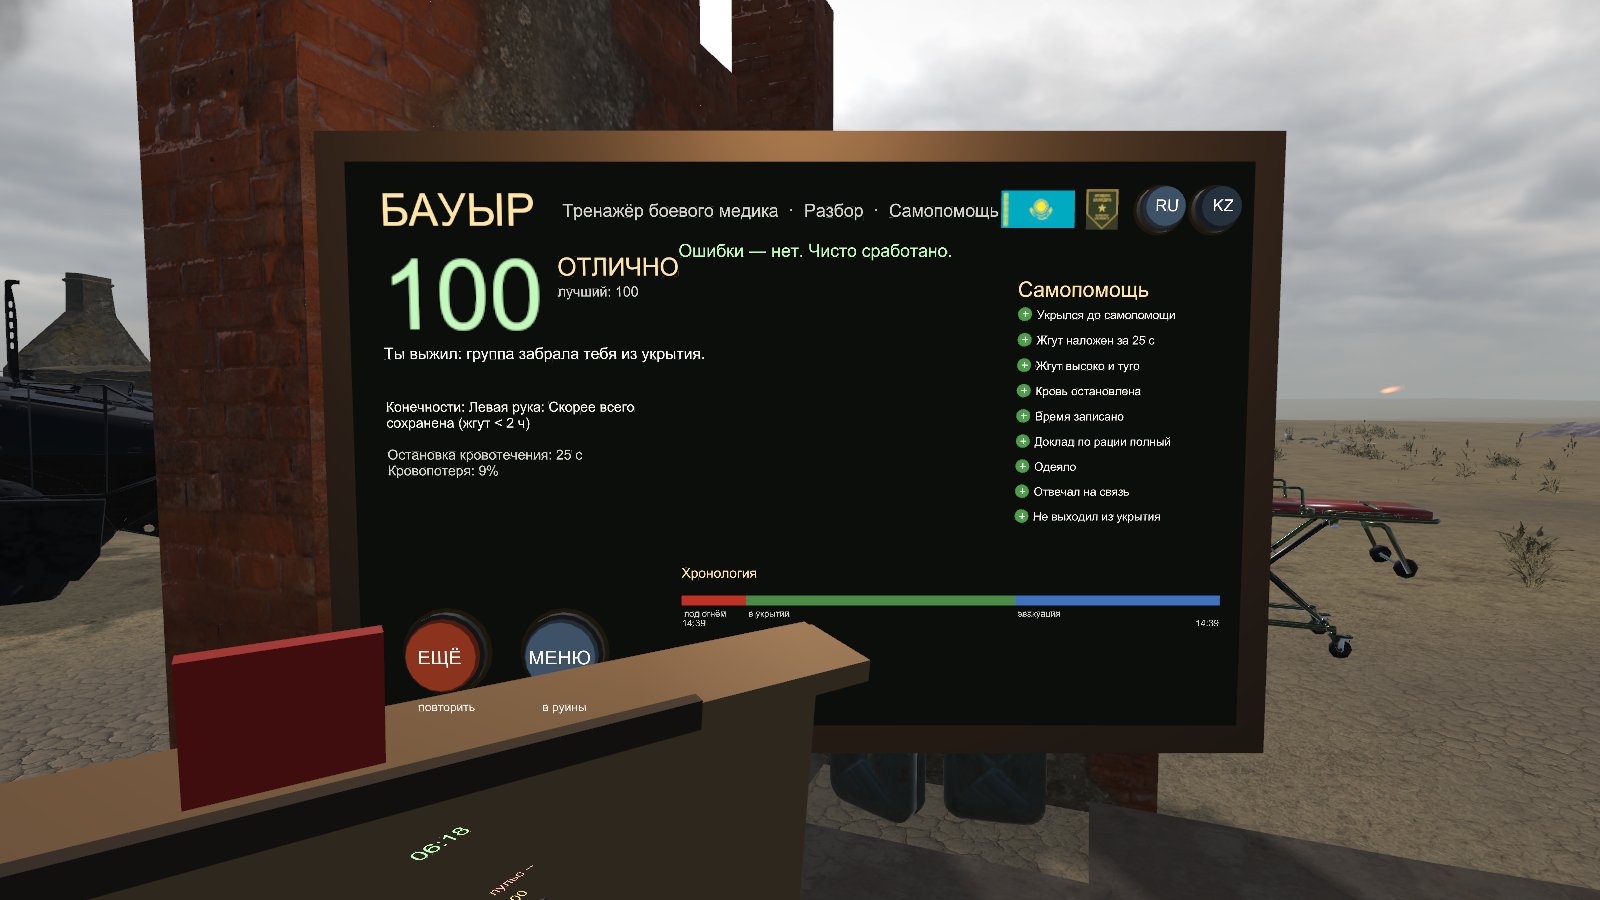 БАУЫР Тренажёр боевого медика · Разбор · Самопомощь RU KZ
Ошибки — нет. Чисто сработано.
100 ОТЛИЧНО
лучший: 100
Ты выжил: группа забрала тебя из укрытия.
Конечности: Левая рука: Скорее всего
сохранена (жгут < 2 ч)
Остановка кровотечения: 25 с
Кровопотеря: 9%
Самопомощь
Укрылся до самопомощи
Жгут наложен за 25 с
Жгут высоко и туго
Кровь остановлена
Время записано
Доклад по рации полный
Одеяло
Отвечал на связь
Не выходил из укрытия
Хронология
под огнём в укрытии эвакуация
14:39 14:39
ЕЩЁ МЕНЮ
повторить в руины
06:18
пульс --